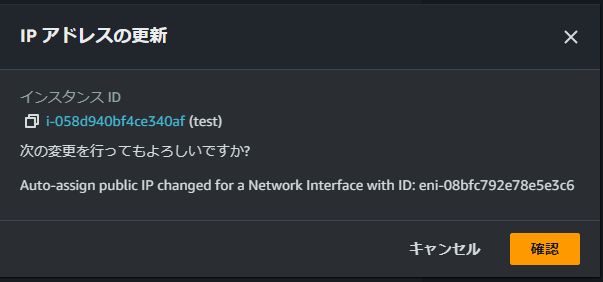 IP アドレスの更新
インスタンス ID
i-058d940bf4ce340af (test)
次の変更を行ってもよろしいですか?
Auto-assign public IP changed for a Network Interface with ID: eni-08bfc792e78e5e3c6
キャンセル
確認